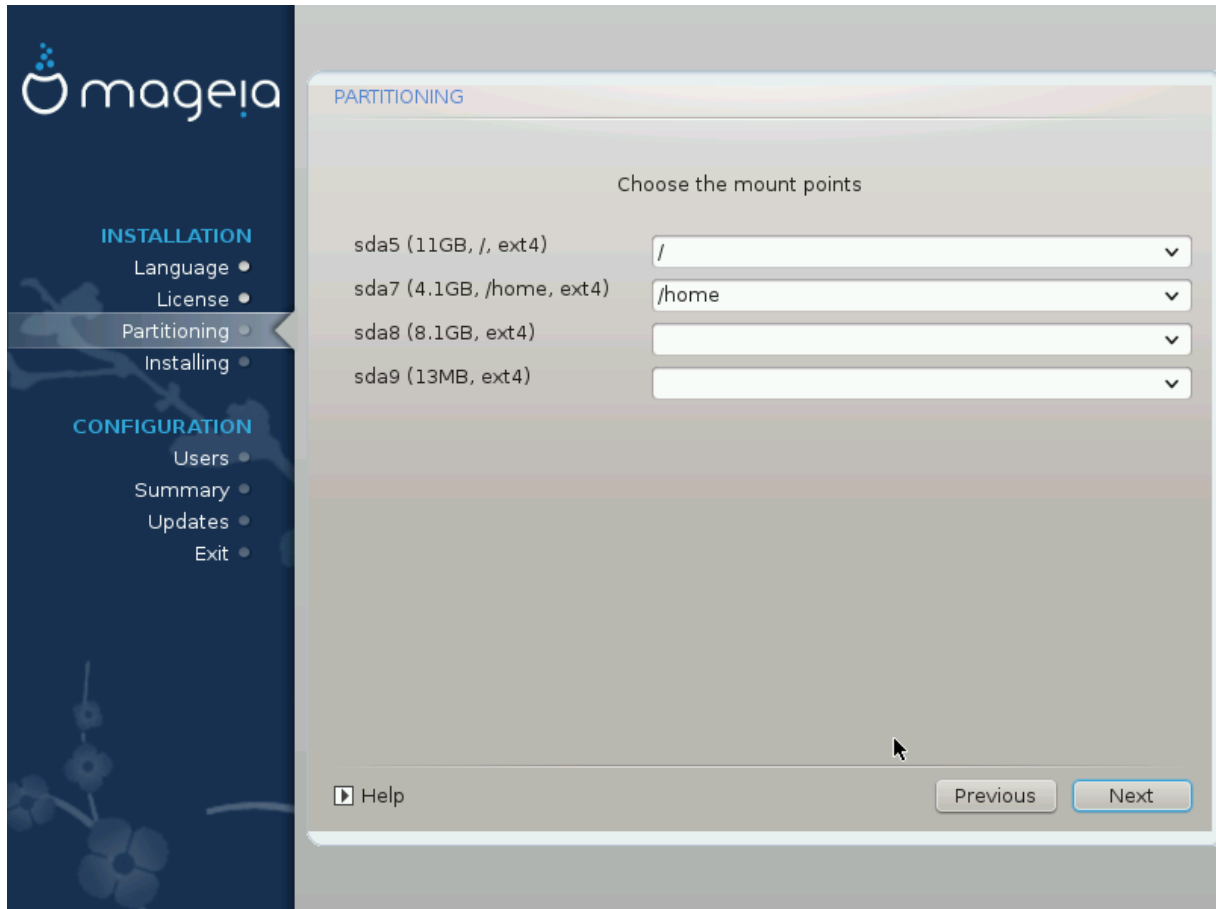 mageia
INSTALLATION
Language
License
Partitioning
Installing
CONFIGURATION
Users
Summary
Updates
Exit
PARTITIONING
Choose the mount points
sda5 (11GB, /, ext4) /
sda7 (4.1GB, /home, ext4) /home
sda8 (8.1GB, ext4)
sda9 (13MB, ext4)
Help Previous Next